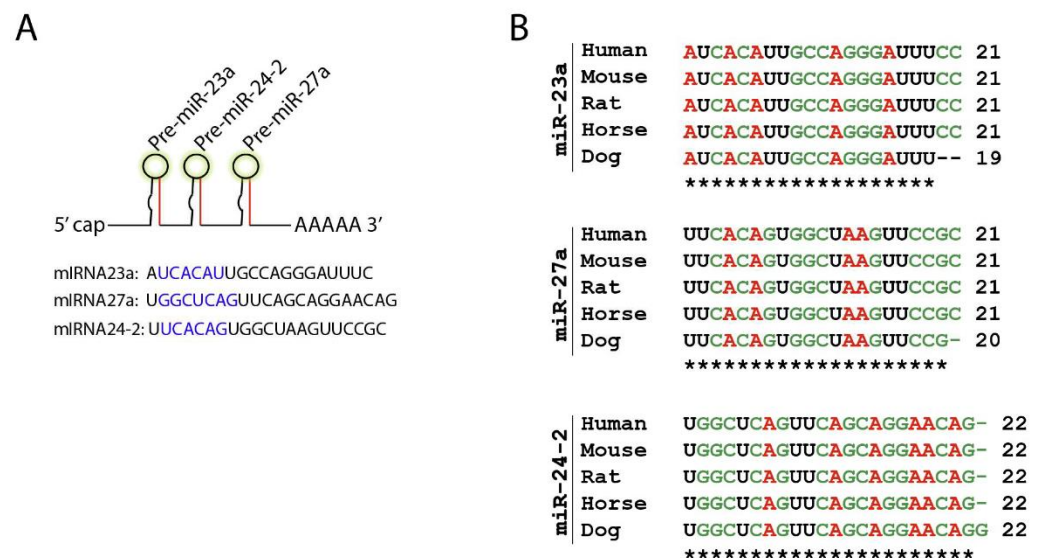 A
Pre-miR-23a
Pre-miR-24-2
Pre-miR-27a
5′ cap AAAAA 3′
mIRNA23a: AUCACAUUGCCAGGGAUUUC
mIRNA27a: UGGCUCAGUUCAGCAGGAACAG
mIRNA24-2: UUCACAGUGGCUAAGUUCCGC
B
miR-23a
Human AUCACAUUGCCAGGGAUUUCC 21
Mouse AUCACAUUGCCAGGGAUUUCC 21
Rat AUCACAUUGCCAGGGAUUUCC 21
Horse AUCACAUUGCCAGGGAUUUCC 21
Dog AUCACAUUGCCAGGGAUUU-- 19
*******************
miR-27a
Human UUCACAGUGGCUAAGUUCCGC 21
Mouse UUCACAGUGGCUAAGUUCCGC 21
Rat UUCACAGUGGCUAAGUUCCGC 21
Horse UUCACAGUGGCUAAGUUCCGC 21
Dog UUCACAGUGGCUAAGUUCCG- 20
********************
miR-24-2
Human UGGCUCAGUUCAGCAGGAACAG- 22
Mouse UGGCUCAGUUCAGCAGGAACAG- 22
Rat UGGCUCAGUUCAGCAGGAACAG- 22
Horse UGGCUCAGUUCAGCAGGAACAG- 22
Dog UGGCUCAGUUCAGCAGGAACAGG 22
**********************